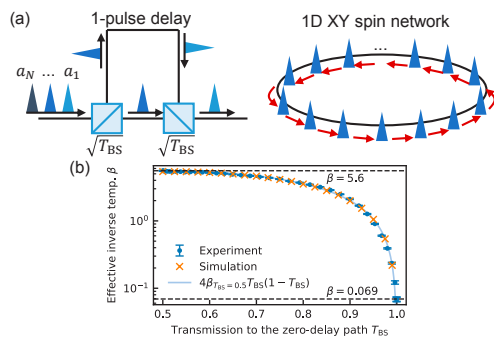 (a)
1-pulse delay
1D XY spin network
a_N ... a_1
...
√T_BS
√T_BS
(b)
Effective inverse temp, β
10^0
10^-1
β = 5.6
Experiment
Simulation
4β_{T_BS=0.5}T_BS(1 − T_BS)
β = 0.069
0.5 0.6 0.7 0.8 0.9 1.0
Transmission to the zero-delay path T_BS